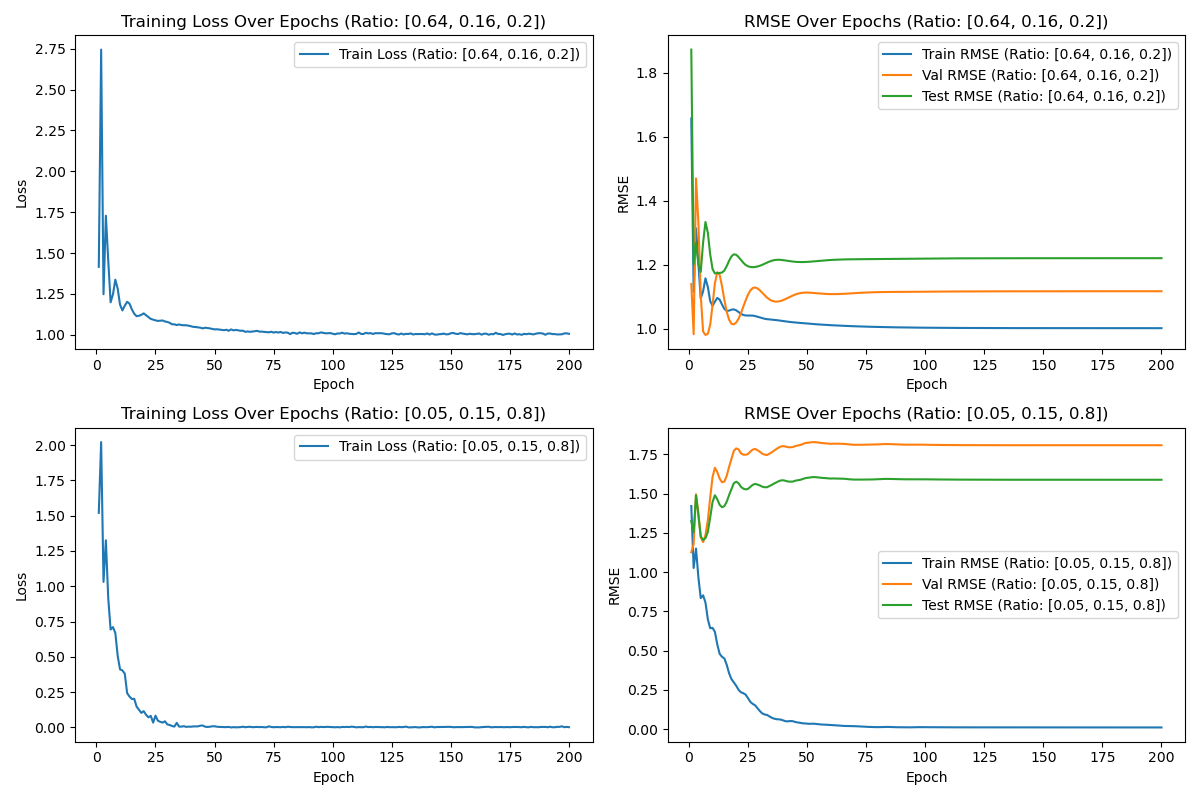 Training Loss Over Epochs (Ratio: [0.64, 0.16, 0.2])
Train Loss (Ratio: [0.64, 0.16, 0.2])
2.75
2.50
2.25
2.00
1.75
1.50
1.25
1.00
Loss
0 25 50 75 100 125 150 175 200
Epoch
RMSE Over Epochs (Ratio: [0.64, 0.16, 0.2])
Train RMSE (Ratio: [0.64, 0.16, 0.2])
Val RMSE (Ratio: [0.64, 0.16, 0.2])
Test RMSE (Ratio: [0.64, 0.16, 0.2])
1.8
1.6
1.4
1.2
1.0
RMSE
0 25 50 75 100 125 150 175 200
Epoch
Training Loss Over Epochs (Ratio: [0.05, 0.15, 0.8])
Train Loss (Ratio: [0.05, 0.15, 0.8])
2.00
1.75
1.50
1.25
1.00
0.75
0.50
0.25
0.00
Loss
0 25 50 75 100 125 150 175 200
Epoch
RMSE Over Epochs (Ratio: [0.05, 0.15, 0.8])
Train RMSE (Ratio: [0.05, 0.15, 0.8])
Val RMSE (Ratio: [0.05, 0.15, 0.8])
Test RMSE (Ratio: [0.05, 0.15, 0.8])
1.75
1.50
1.25
1.00
0.75
0.50
0.25
0.00
RMSE
0 25 50 75 100 125 150 175 200
Epoch